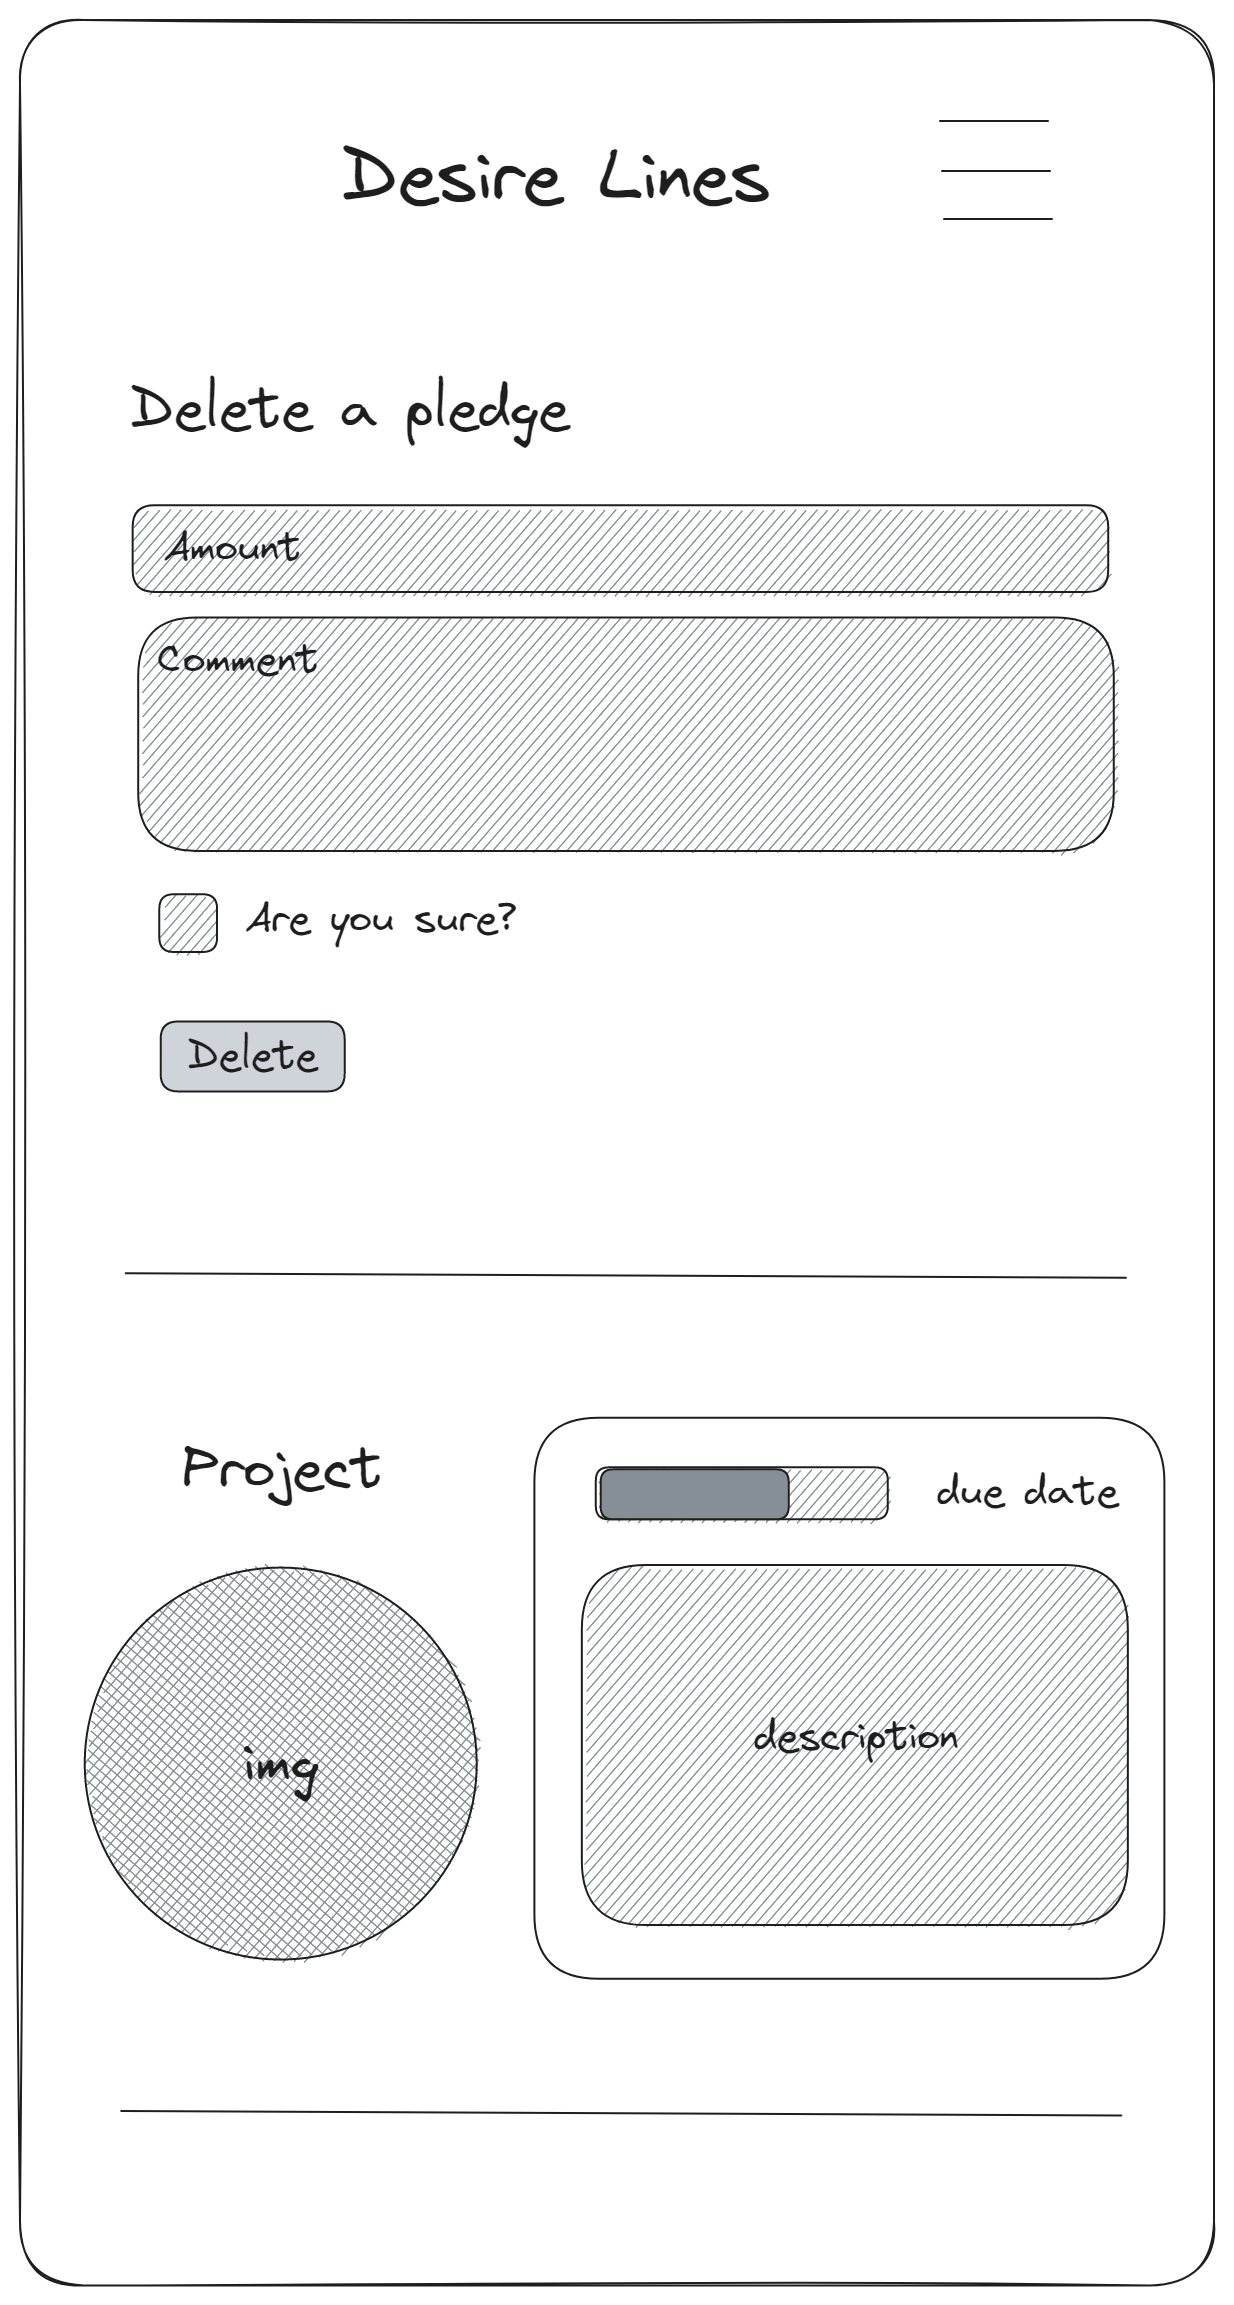 Desire Lines
Delete a pledge
Amount
Comment
Are you sure?
Delete
Project
due date
img
description